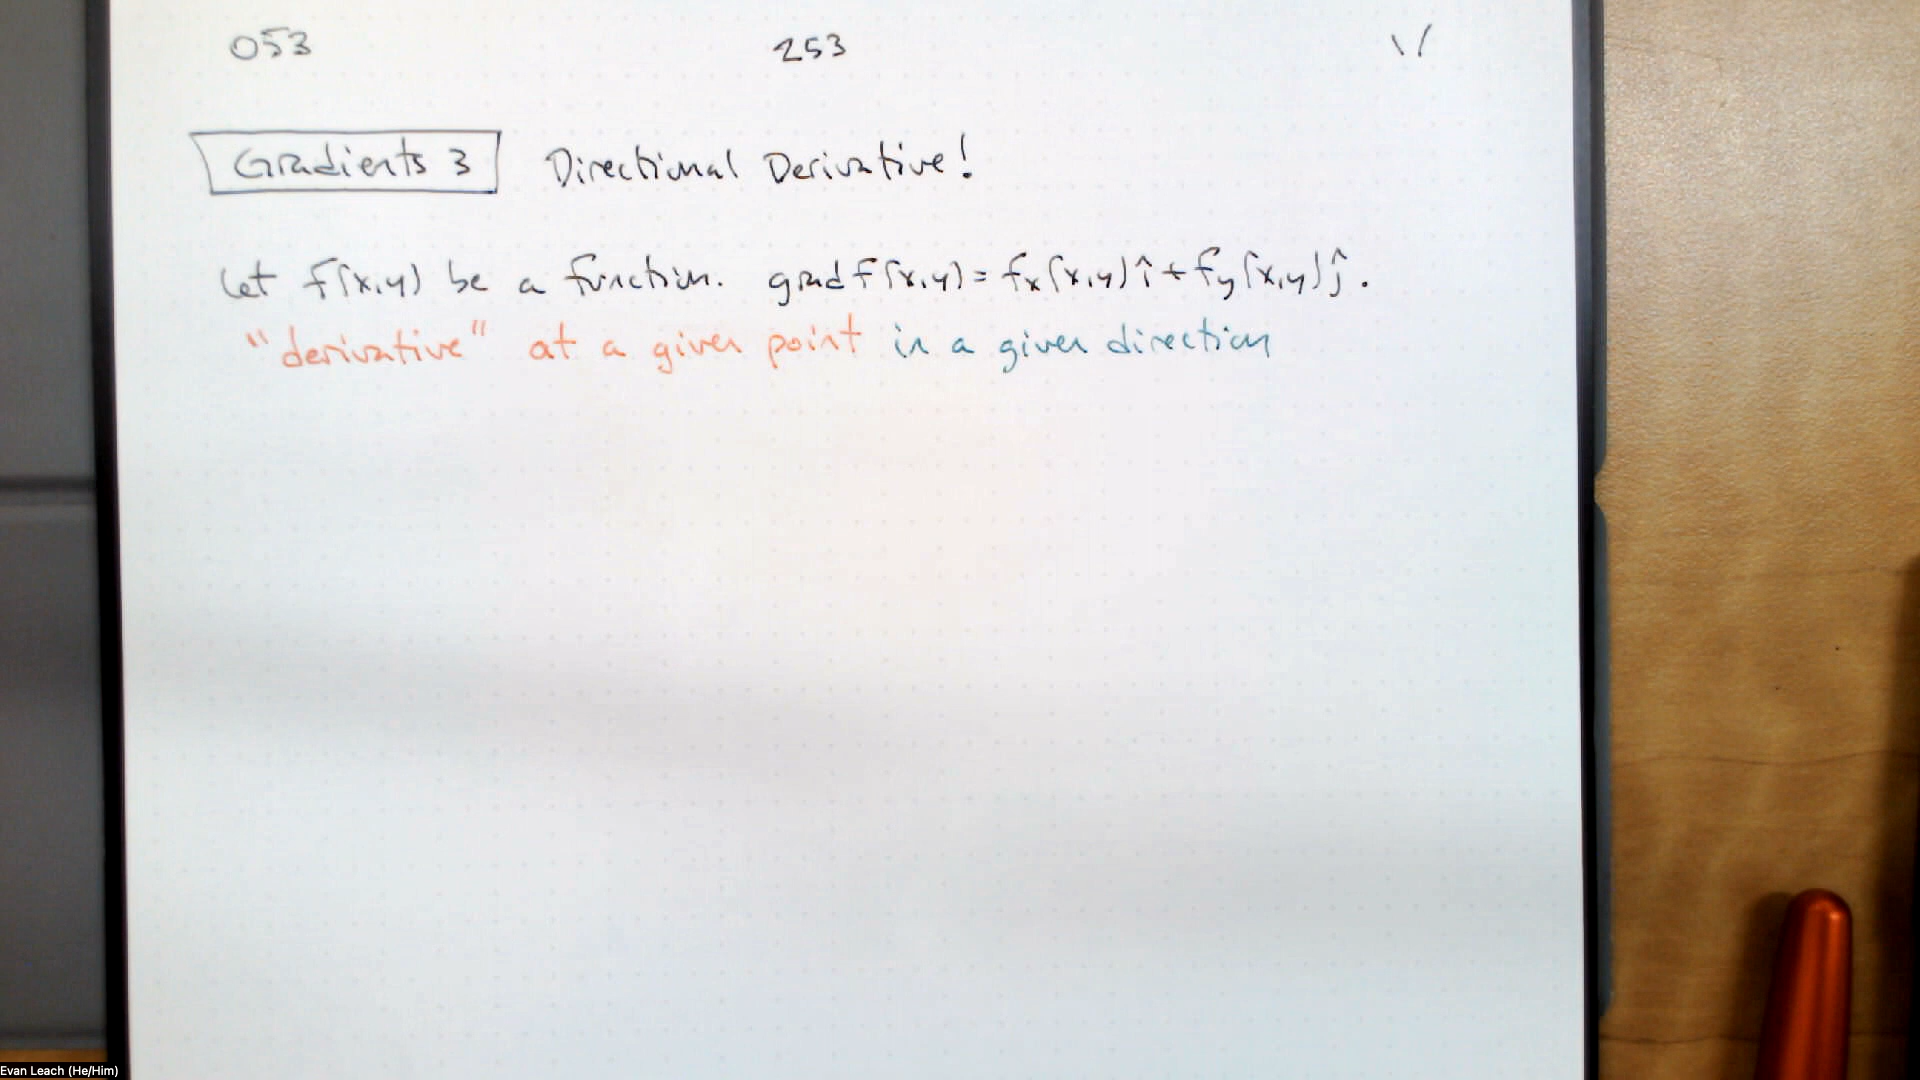 053 253 V
Gradients 3 Directional Derivative!
Let f(x,y) be a function. grad f(x,y) = fₓ(x,y) î + f_y(x,y) ĵ.
"derivative" at a given point in a given direction
Evan Leach (He/Him)